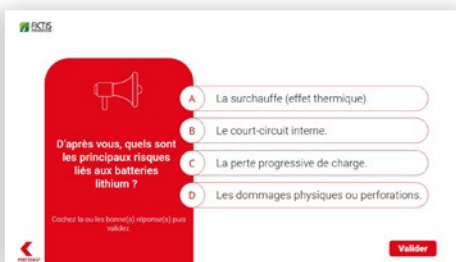 FICTIS
D'après vous, quels sont
les principaux risques
liés aux batteries
lithium ?
Cochez la ou les bonne(s) réponse(s) puis
validez.
A La surchauffe (effet thermique).
B Le court-circuit interne.
C La perte progressive de charge.
D Les dommages physiques ou perforations.
PRÉCÉDENT
Valider